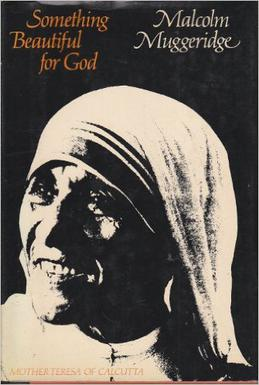 Something
Beautiful
for God
Malcolm
Muggeridge
MOTHER TERESA OF CALCUTTA